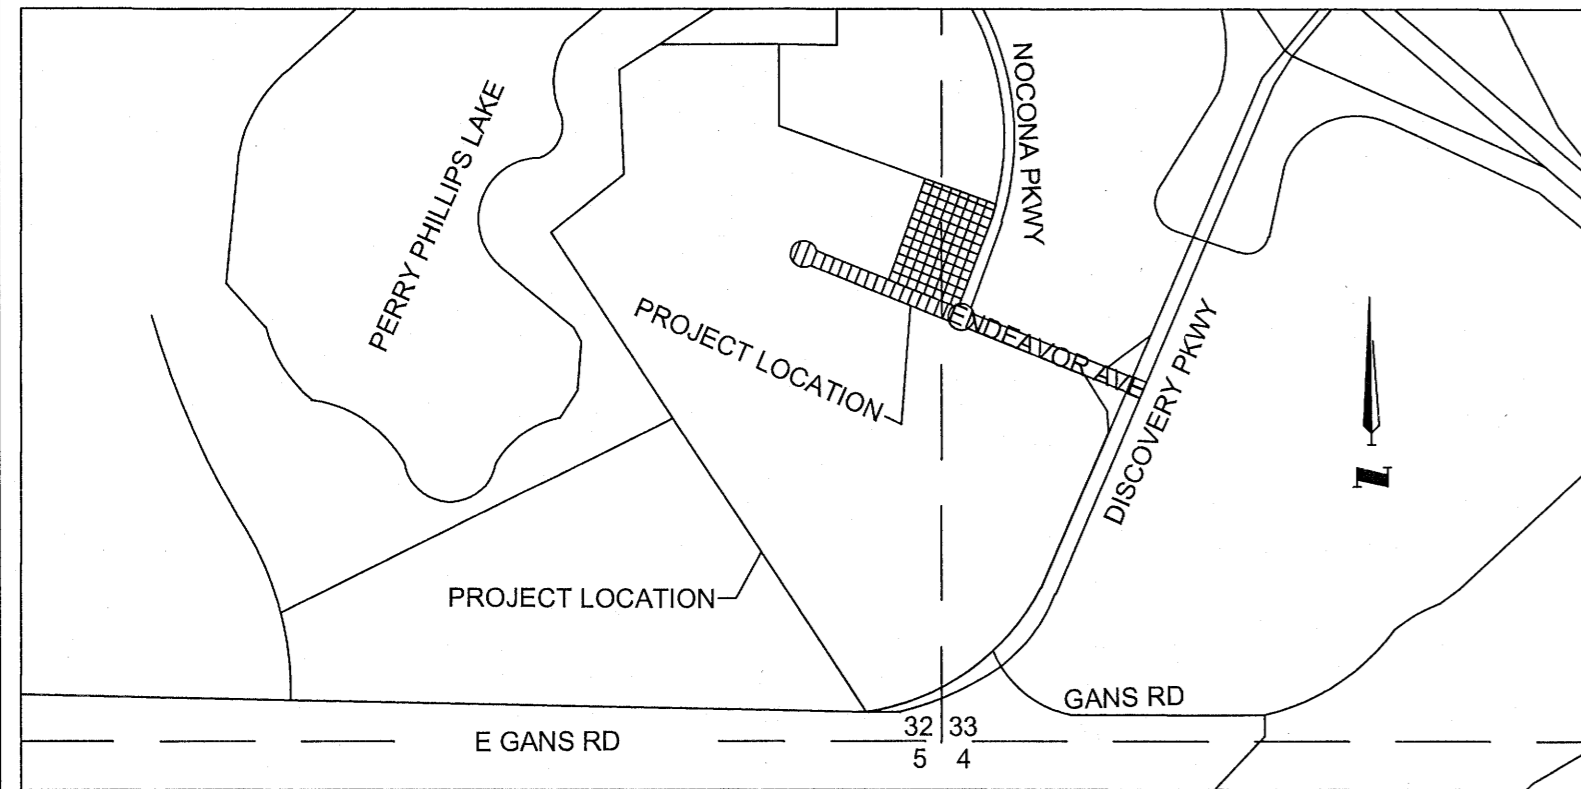 NOCONA PKWY
PERRY PHILLIPS LAKE
PROJECT LOCATION
ENDEAVOR AVE
DISCOVERY PKWY
N
PROJECT LOCATION
GANS RD
32 33
E GANS RD
5 4